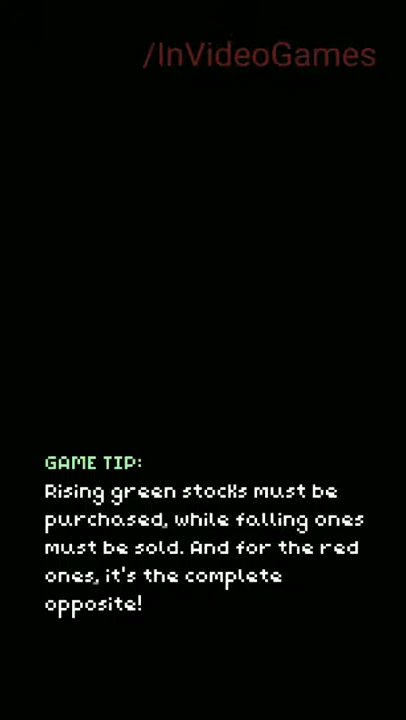 /InVideoGames
GAME TIP:
Rising green stocks must be
purchased, while falling ones
must be sold. And for the red
ones, it's the complete
opposite!